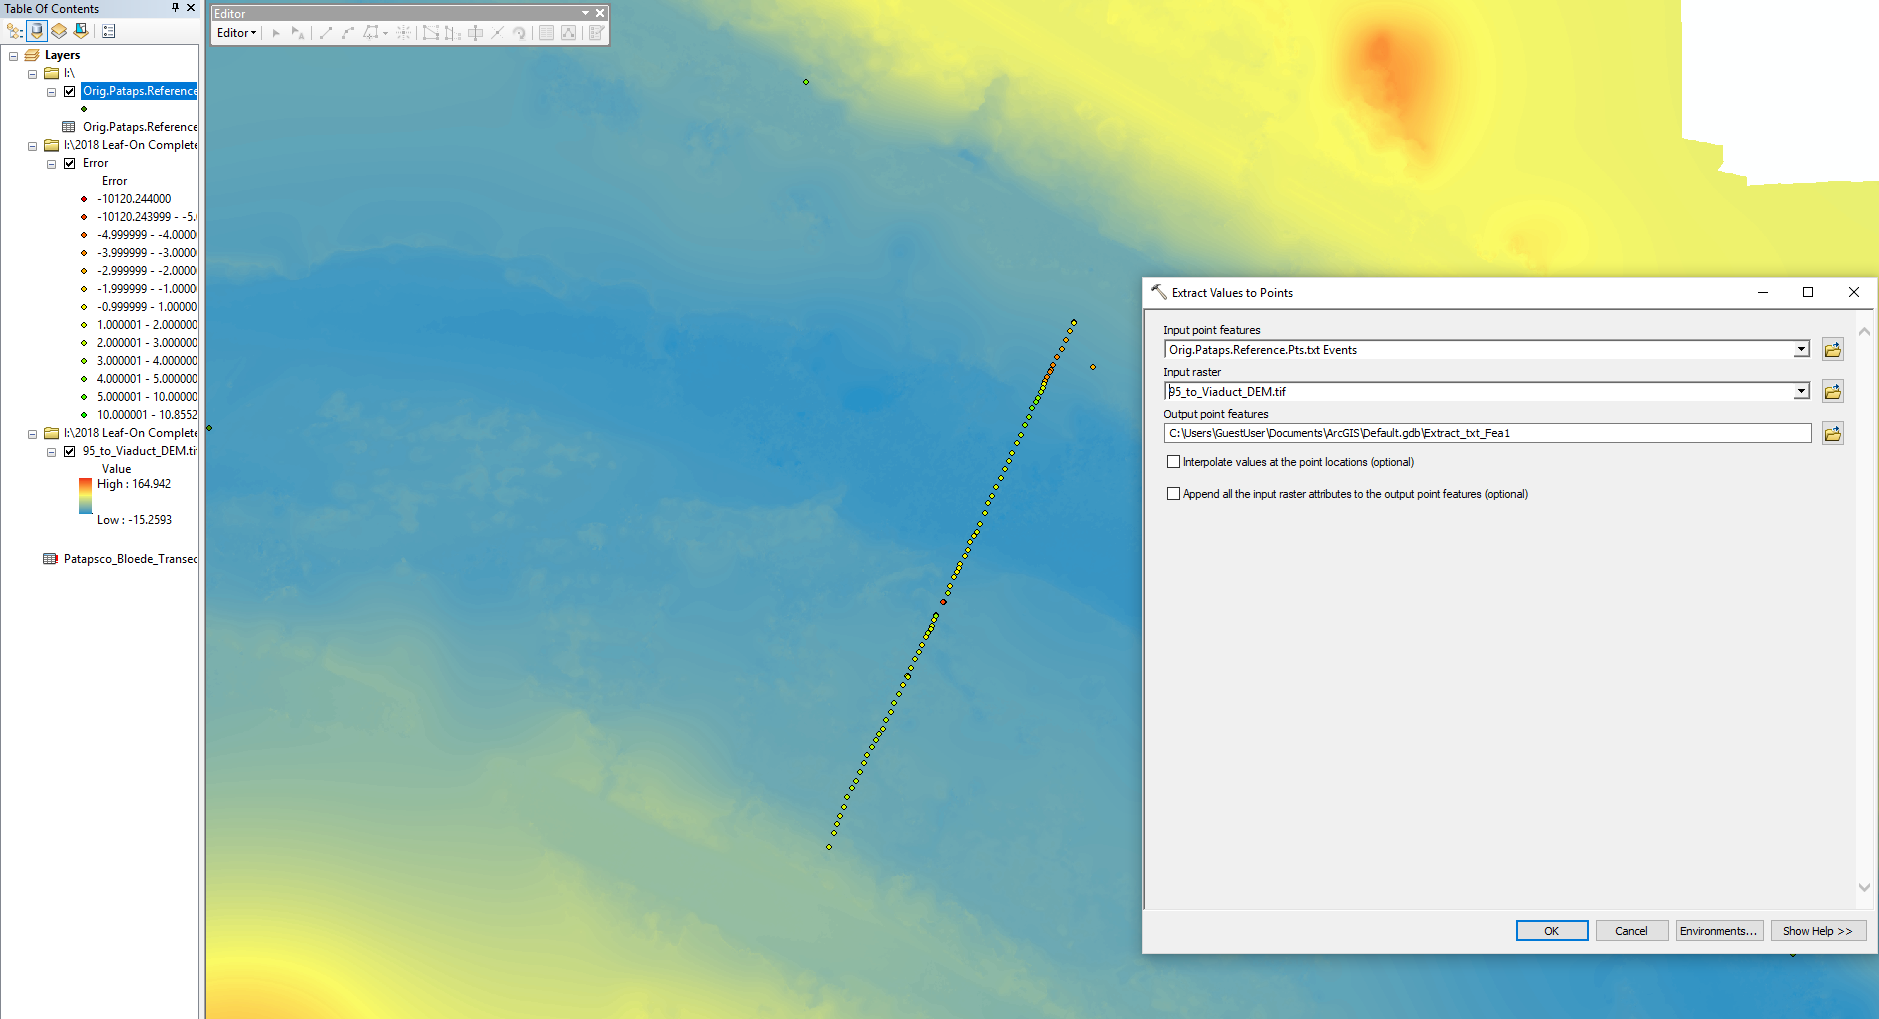 Table Of Contents
Layers
I:\
Orig.Pataps.Reference
Orig.Pataps.Reference
I:\2018 Leaf-On Complete
Error
Error
-10120.244000
-10120.243999 - -5.
-4.999999 - -4.0000
-3.999999 - -3.0000
-2.999999 - -2.0000
-1.999999 - -1.0000
-0.999999 - 1.00000
1.000001 - 2.000000
2.000001 - 3.00000
3.000001 - 4.00000
4.000001 - 5.00000
5.000001 - 10.0000
10.000001 - 10.8552
I:\2018 Leaf-On Complete
95_to_Viaduct_DEM.tif
Value
High : 164.942
Low : -15.2593
Patapsco_Bloede_Transec
Editor
Editor
Extract Values to Points
Input point features
Orig.Pataps.Reference.Pts.txt Events
Input raster
95_to_Viaduct_DEM.tif
Output point features
C:\Users\GuestUser\Documents\ArcGIS\Default.gdb\Extract_txt_Fea1
Interpolate values at the point locations (optional)
Append all the input raster attributes to the output point features (optional)
OK
Cancel
Environments...
Show Help >>